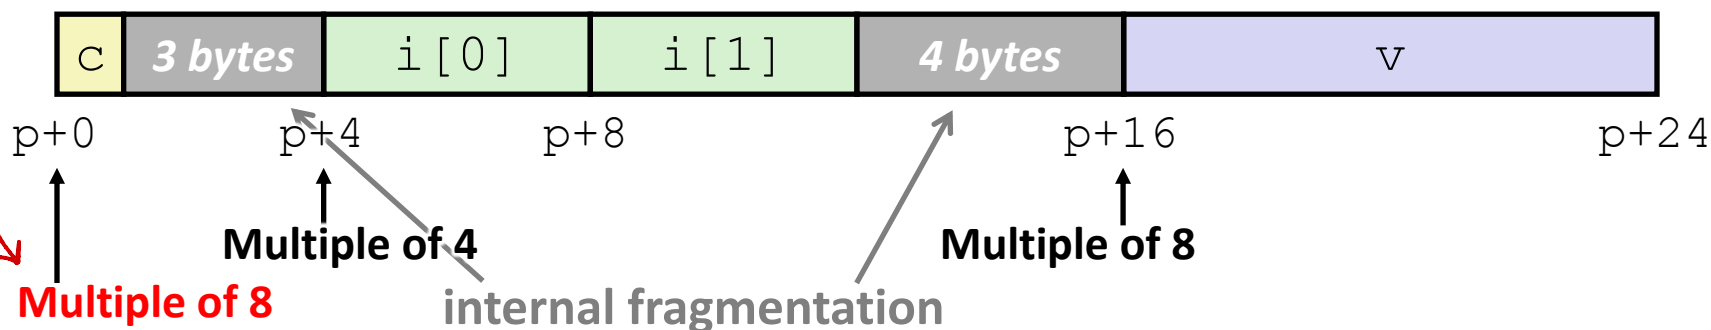 c 3 bytes i[0] i[1] 4 bytes v
p+0 p+4 p+8 p+16 p+24
Multiple of 4 Multiple of 8
Multiple of 8 internal fragmentation